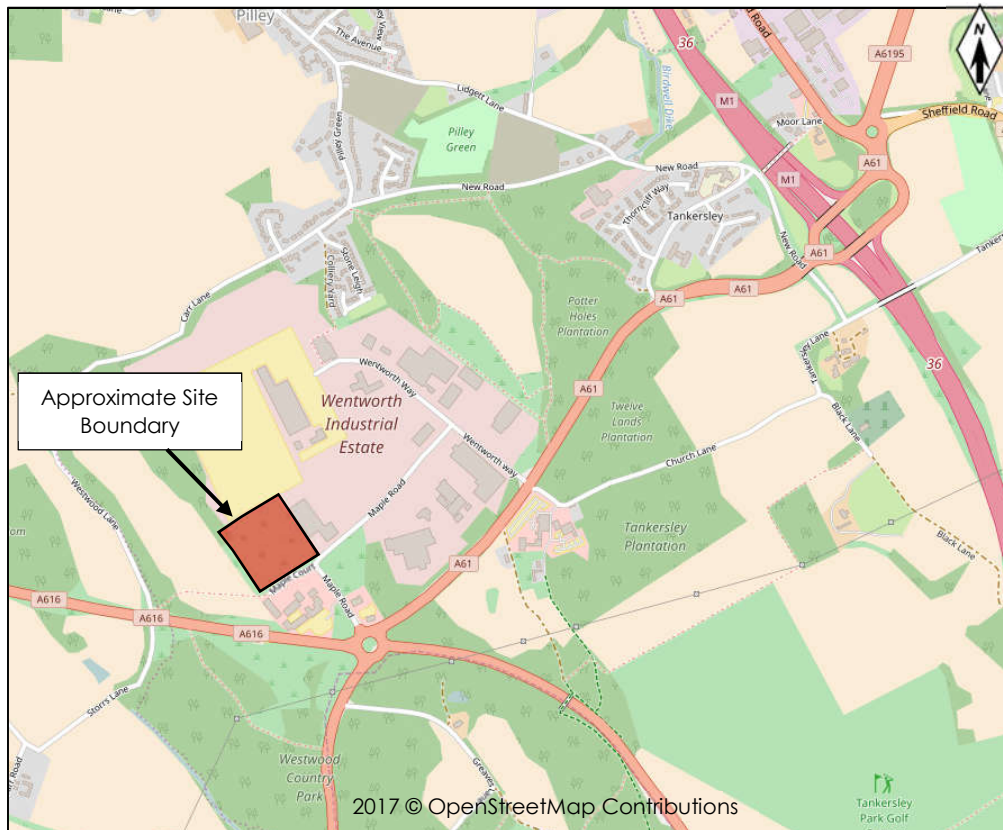 Pilley
The Avenue
Pilley Green
Lidgett Lane
Pilley
Green
New Road
Birdwell Dike
36
M1
A6195
Sheffield Road
Moor Lane
A61
M1
New Road
Thorncliff Way
Tankersley
A61
New Road
A61
A61
Tankersley Lane
36
Carr Lane
Stone Leigh
Colliery Yard
Potter
Holes
Plantation
A61
Wentworth Way
Wentworth
Industrial
Estate
Wentworth way
Maple Road
Twelve
Lands
Plantation
Church Lane
Black Lane
Black Lane
Approximate Site
Boundary
Westwood Lane
Tankersley
Plantation
A61
Maple Court
Maple Road
A616
A616
Storrs Lane
Westwood
Country
Park
2017 © OpenStreetMap Contributions
Tankersley
Park Golf
N